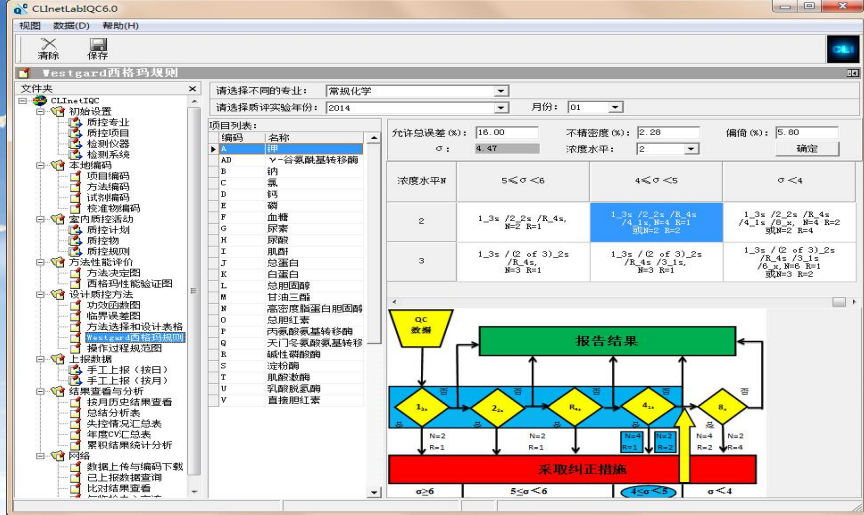 CLInetLabIQC6.0
视图 数据(D) 帮助(H)
清除 保存
CLI
Westgard西格玛规则
文件夹
CLInetIQC
初始设置
质控专业
质控项目
检测仪器
检测系统
本地编码
项目编码
方法编码
试剂编码
校准物编码
室内质控活动
质控计划
质控物
质控规则
方法性能评价
方法决定图
西格玛性能验证图
设计质控方法
功效函数图
临界误差图
方法选择和设计表格
Westgard西格玛规则
操作过程规范图
上报数据
手工上报（按日）
手工上报（按月）
结果查看与分析
按月历史结果查看
总结分析表
失控情况汇总表
年度CV汇总表
累积结果统计分析
网络
数据上传与编码下载
已上报数据查询
比对结果查看
请选择不同的专业： 常规化学
请选择质评实验年份： 2014 月份： 01
项目列表：
编码 名称
A 钾
AD γ-谷氨酰基转移酶
B 钠
C 氯
D 钙
E 磷
F 血糖
G 尿素
H 尿酸
I 肌酐
J 总蛋白
K 白蛋白
L 总胆固醇
M 甘油三酯
N 高密度脂蛋白胆固醇
O 总胆红素
P 丙氨酸氨基转移酶
Q 天门冬氨酸氨基转移
R 碱性磷酸酶
S 淀粉酶
T 肌酸激酶
U 乳酸脱氢酶
V 直接胆红素
允许总误差(%)： 16.00 不精密度(%)： 2.28 偏倚(%)： 5.80
σ： 4.47 浓度水平： 2 确定
浓度水平N 5≤σ<6 4≤σ<5 σ<4
2
1_3s /2_2s /R_4s,
N=2 R=1
1_3s /2_2s /R_4s
/4_1s,N=4 R=1
或N=2 R=2
1_3s /2_2s /R_4s
/4_1s /8_x, N=4 R=2
或N=2 R=4
3
1_3s /(2 of 3)_2s
/R_4s,
N=3 R=1
1_3s /(2 of 3)_2s
/R_4s /3_1s,
N=3 R=1
1_3s /(2 of 3)_2s
/R_4s /3_1s
/6_x,N=6 R=1
或N=3 R=2
QC
数据
报告结果
否 否 否 否 否
1₃s 2₂s R₄s 4₁s 8ₓ
是 是 是 是 是
N=2 N=2 N=2 N=4 N=2 N=4 N=2
R=1 R=1 R=1 R=1 R=2 R=2 R=4
采取纠正措施
σ≥6 5≤σ<6 4≤σ<5 σ<4